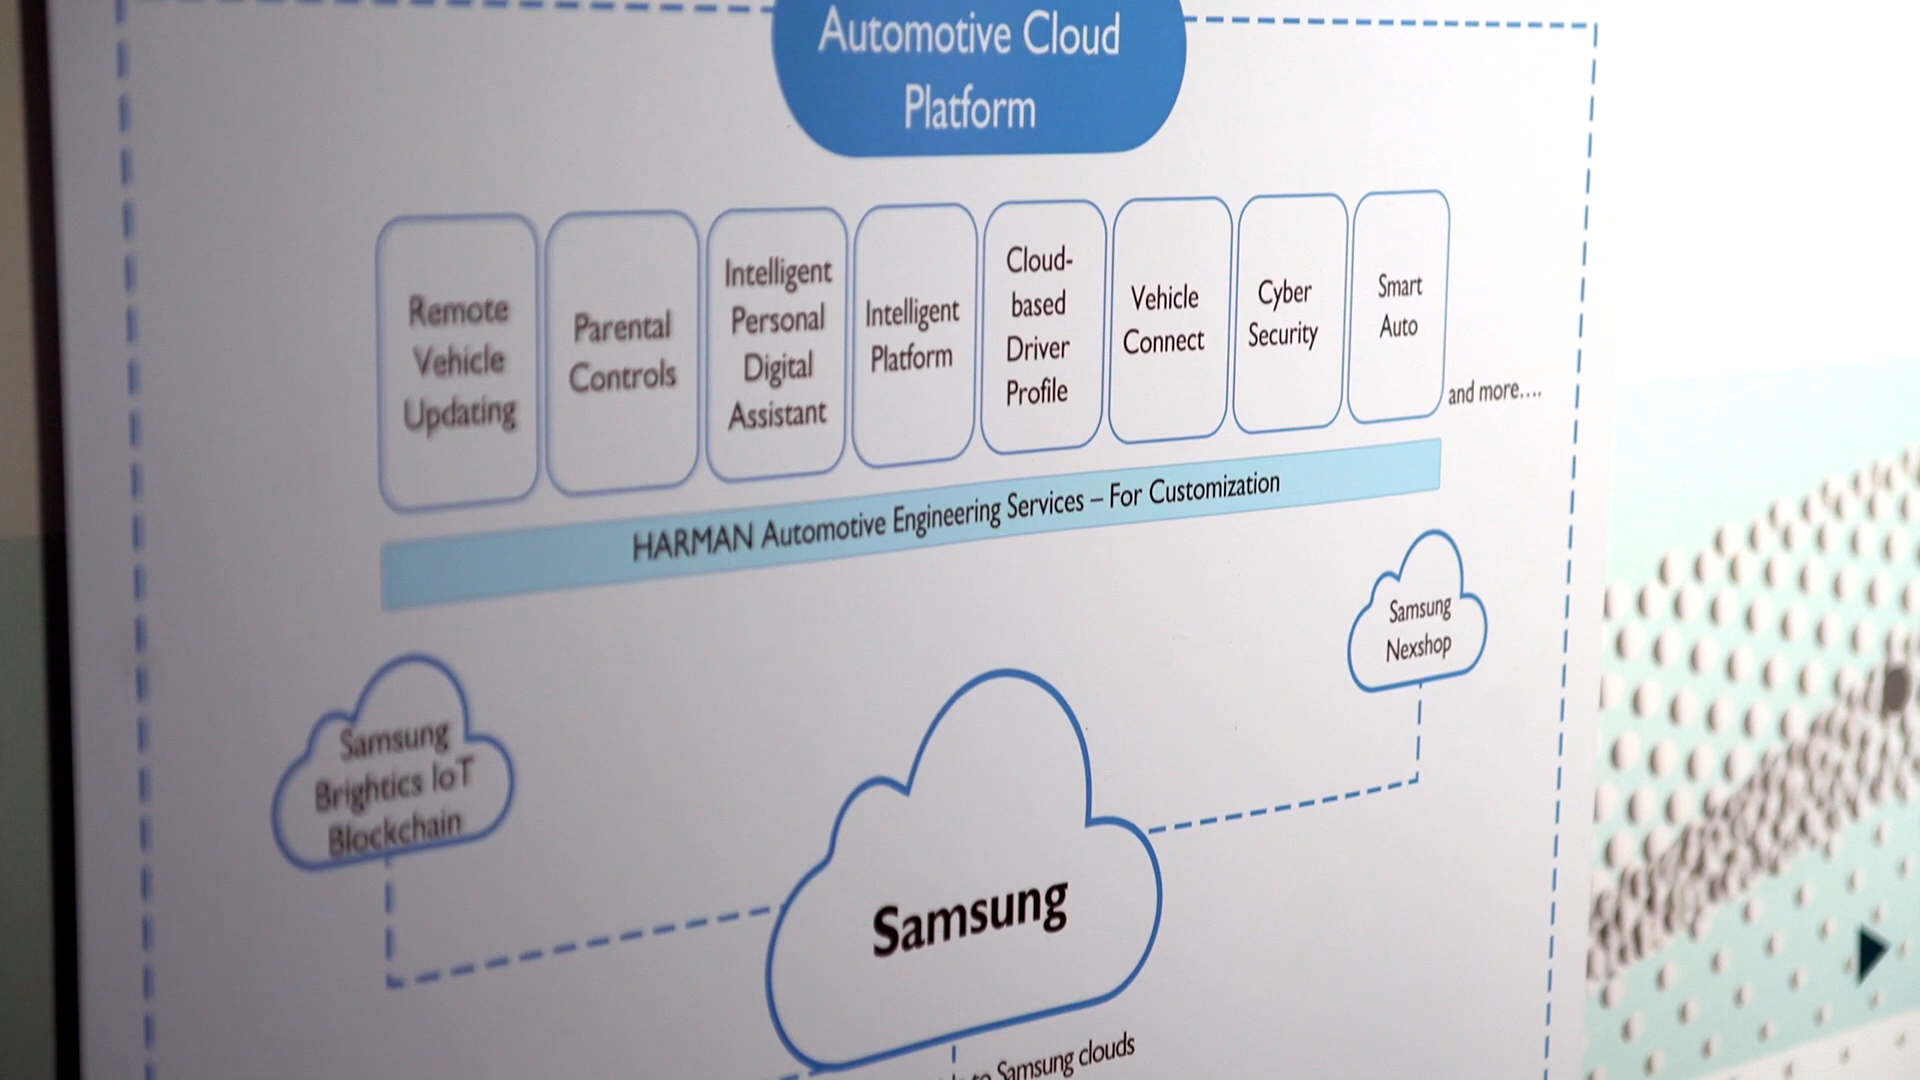 Automotive Cloud
Platform
Remote
Vehicle
Updating
Parental
Controls
Intelligent
Personal
Digital
Assistant
Intelligent
Platform
Cloud-
based
Driver
Profile
Vehicle
Connect
Cyber
Security
Smart
Auto
and more....
HARMAN Automotive Engineering Services – For Customization
Samsung
Nexshop
Samsung
Brightics IoT
Blockchain
Samsung
to Samsung clouds